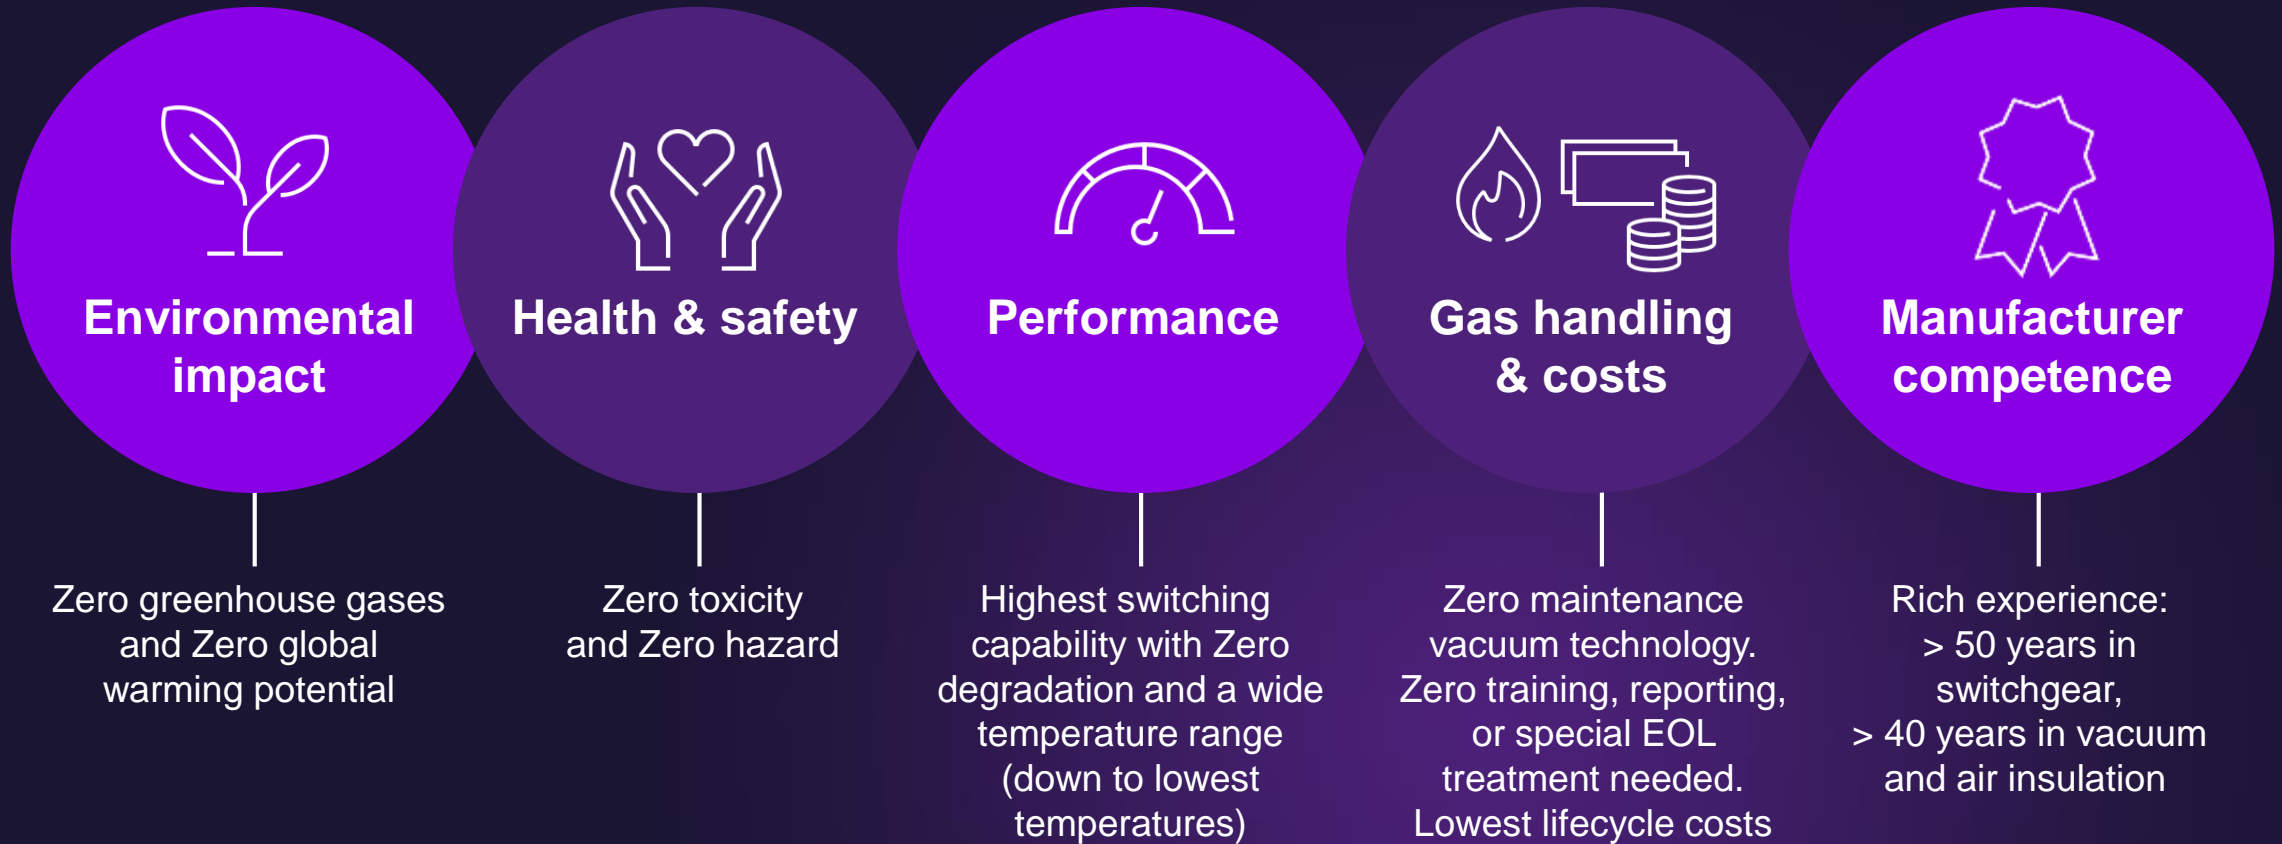 Environmental
impact
Health & safety
Performance
Gas handling
& costs
Manufacturer
competence
Zero greenhouse gases
and Zero global
warming potential
Zero toxicity
and Zero hazard
Highest switching
capability with Zero
degradation and a wide
temperature range
(down to lowest
temperatures)
Zero maintenance
vacuum technology.
Zero training, reporting,
or special EOL
treatment needed.
Lowest lifecycle costs
Rich experience:
> 50 years in
switchgear,
> 40 years in vacuum
and air insulation